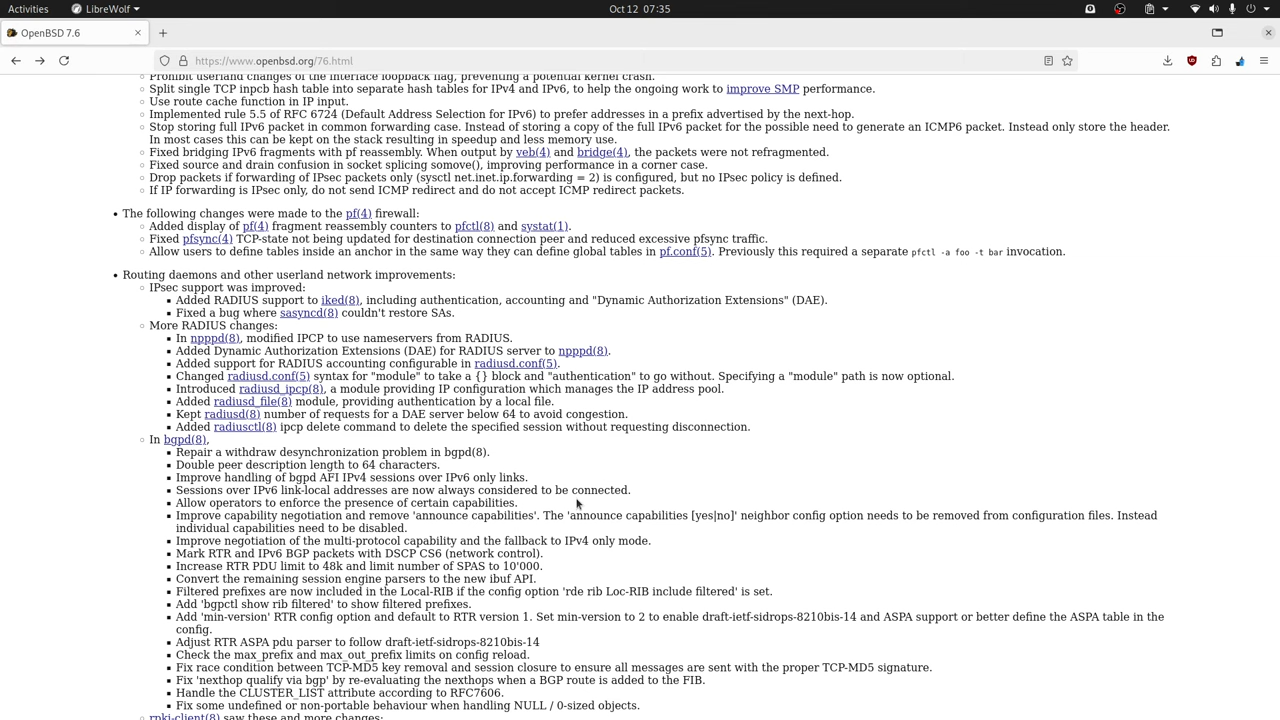 Activities
LibreWolf
Oct 12 07:35
OpenBSD 7.6
https://www.openbsd.org/76.html
Prohibit userland changes of the interface loopback flag, preventing a potential kernel crash.
Split single TCP inpcb hash table into separate hash tables for IPv4 and IPv6, to help the ongoing work to improve SMP performance.
Use route cache function in IP input.
Implemented rule 5.5 of RFC 6724 (Default Address Selection for IPv6) to prefer addresses in a prefix advertised by the next-hop.
Stop storing full IPv6 packet in common forwarding case. Instead of storing a copy of the full IPv6 packet for the possible need to generate an ICMP6 packet. Instead only store the header.
In most cases this can be kept on the stack resulting in speedup and less memory use.
Fixed bridging IPv6 fragments with pf reassembly. When output by veb(4) and bridge(4), the packets were not refragmented.
Fixed source and drain confusion in socket splicing somove(), improving performance in a corner case.
Drop packets if forwarding of IPsec packets only (sysctl net.inet.ip.forwarding = 2) is configured, but no IPsec policy is defined.
If IP forwarding is IPsec only, do not send ICMP redirect and do not accept ICMP redirect packets.
The following changes were made to the pf(4) firewall:
Added display of pf(4) fragment reassembly counters to pfctl(8) and systat(1).
Fixed pfsync(4) TCP-state not being updated for destination connection peer and reduced excessive pfsync traffic.
Allow users to define tables inside an anchor in the same way they can define global tables in pf.conf(5). Previously this required a separate pfctl -a foo -t bar invocation.
Routing daemons and other userland network improvements:
IPsec support was improved:
Added RADIUS support to iked(8), including authentication, accounting and "Dynamic Authorization Extensions" (DAE).
Fixed a bug where sasyncd(8) couldn't restore SAs.
More RADIUS changes:
In npppd(8), modified IPCP to use nameservers from RADIUS.
Added Dynamic Authorization Extensions (DAE) for RADIUS server to npppd(8).
Added support for RADIUS accounting configurable in radiusd.conf(5).
Changed radiusd.conf(5) syntax for "module" to take a {} block and "authentication" to go without. Specifying a "module" path is now optional.
Introduced radiusd_ipcp(8), a module providing IP configuration which manages the IP address pool.
Added radiusd_file(8) module, providing authentication by a local file.
Kept radiusd(8) number of requests for a DAE server below 64 to avoid congestion.
Added radiusctl(8) ipcp delete command to delete the specified session without requesting disconnection.
In bgpd(8),
Repair a withdraw desynchronization problem in bgpd(8).
Double peer description length to 64 characters.
Improve handling of bgpd AFI IPv4 sessions over IPv6 only links.
Sessions over IPv6 link-local addresses are now always considered to be connected.
Allow operators to enforce the presence of certain capabilities.
Improve capability negotiation and remove 'announce capabilities'. The 'announce capabilities [yes|no]' neighbor config option needs to be removed from configuration files. Instead
individual capabilities need to be disabled.
Improve negotiation of the multi-protocol capability and the fallback to IPv4 only mode.
Mark RTR and IPv6 BGP packets with DSCP CS6 (network control).
Increase RTR PDU limit to 48k and limit number of SPAS to 10'000.
Convert the remaining session engine parsers to the new ibuf API.
Filtered prefixes are now included in the Local-RIB if the config option 'rde rib Loc-RIB include filtered' is set.
Add 'bgpctl show rib filtered' to show filtered prefixes.
Add 'min-version' RTR config option and default to RTR version 1. Set min-version to 2 to enable draft-ietf-sidrops-8210bis-14 and ASPA support or better define the ASPA table in the
config.
Adjust RTR ASPA pdu parser to follow draft-ietf-sidrops-8210bis-14
Check the max_prefix and max_out_prefix limits on config reload.
Fix race condition between TCP-MD5 key removal and session closure to ensure all messages are sent with the proper TCP-MD5 signature.
Fix 'nexthop qualify via bgp' by re-evaluating the nexthops when a BGP route is added to the FIB.
Handle the CLUSTER_LIST attribute according to RFC7606.
Fix some undefined or non-portable behaviour when handling NULL / 0-sized objects.
rpki-client(8) saw these and more changes: